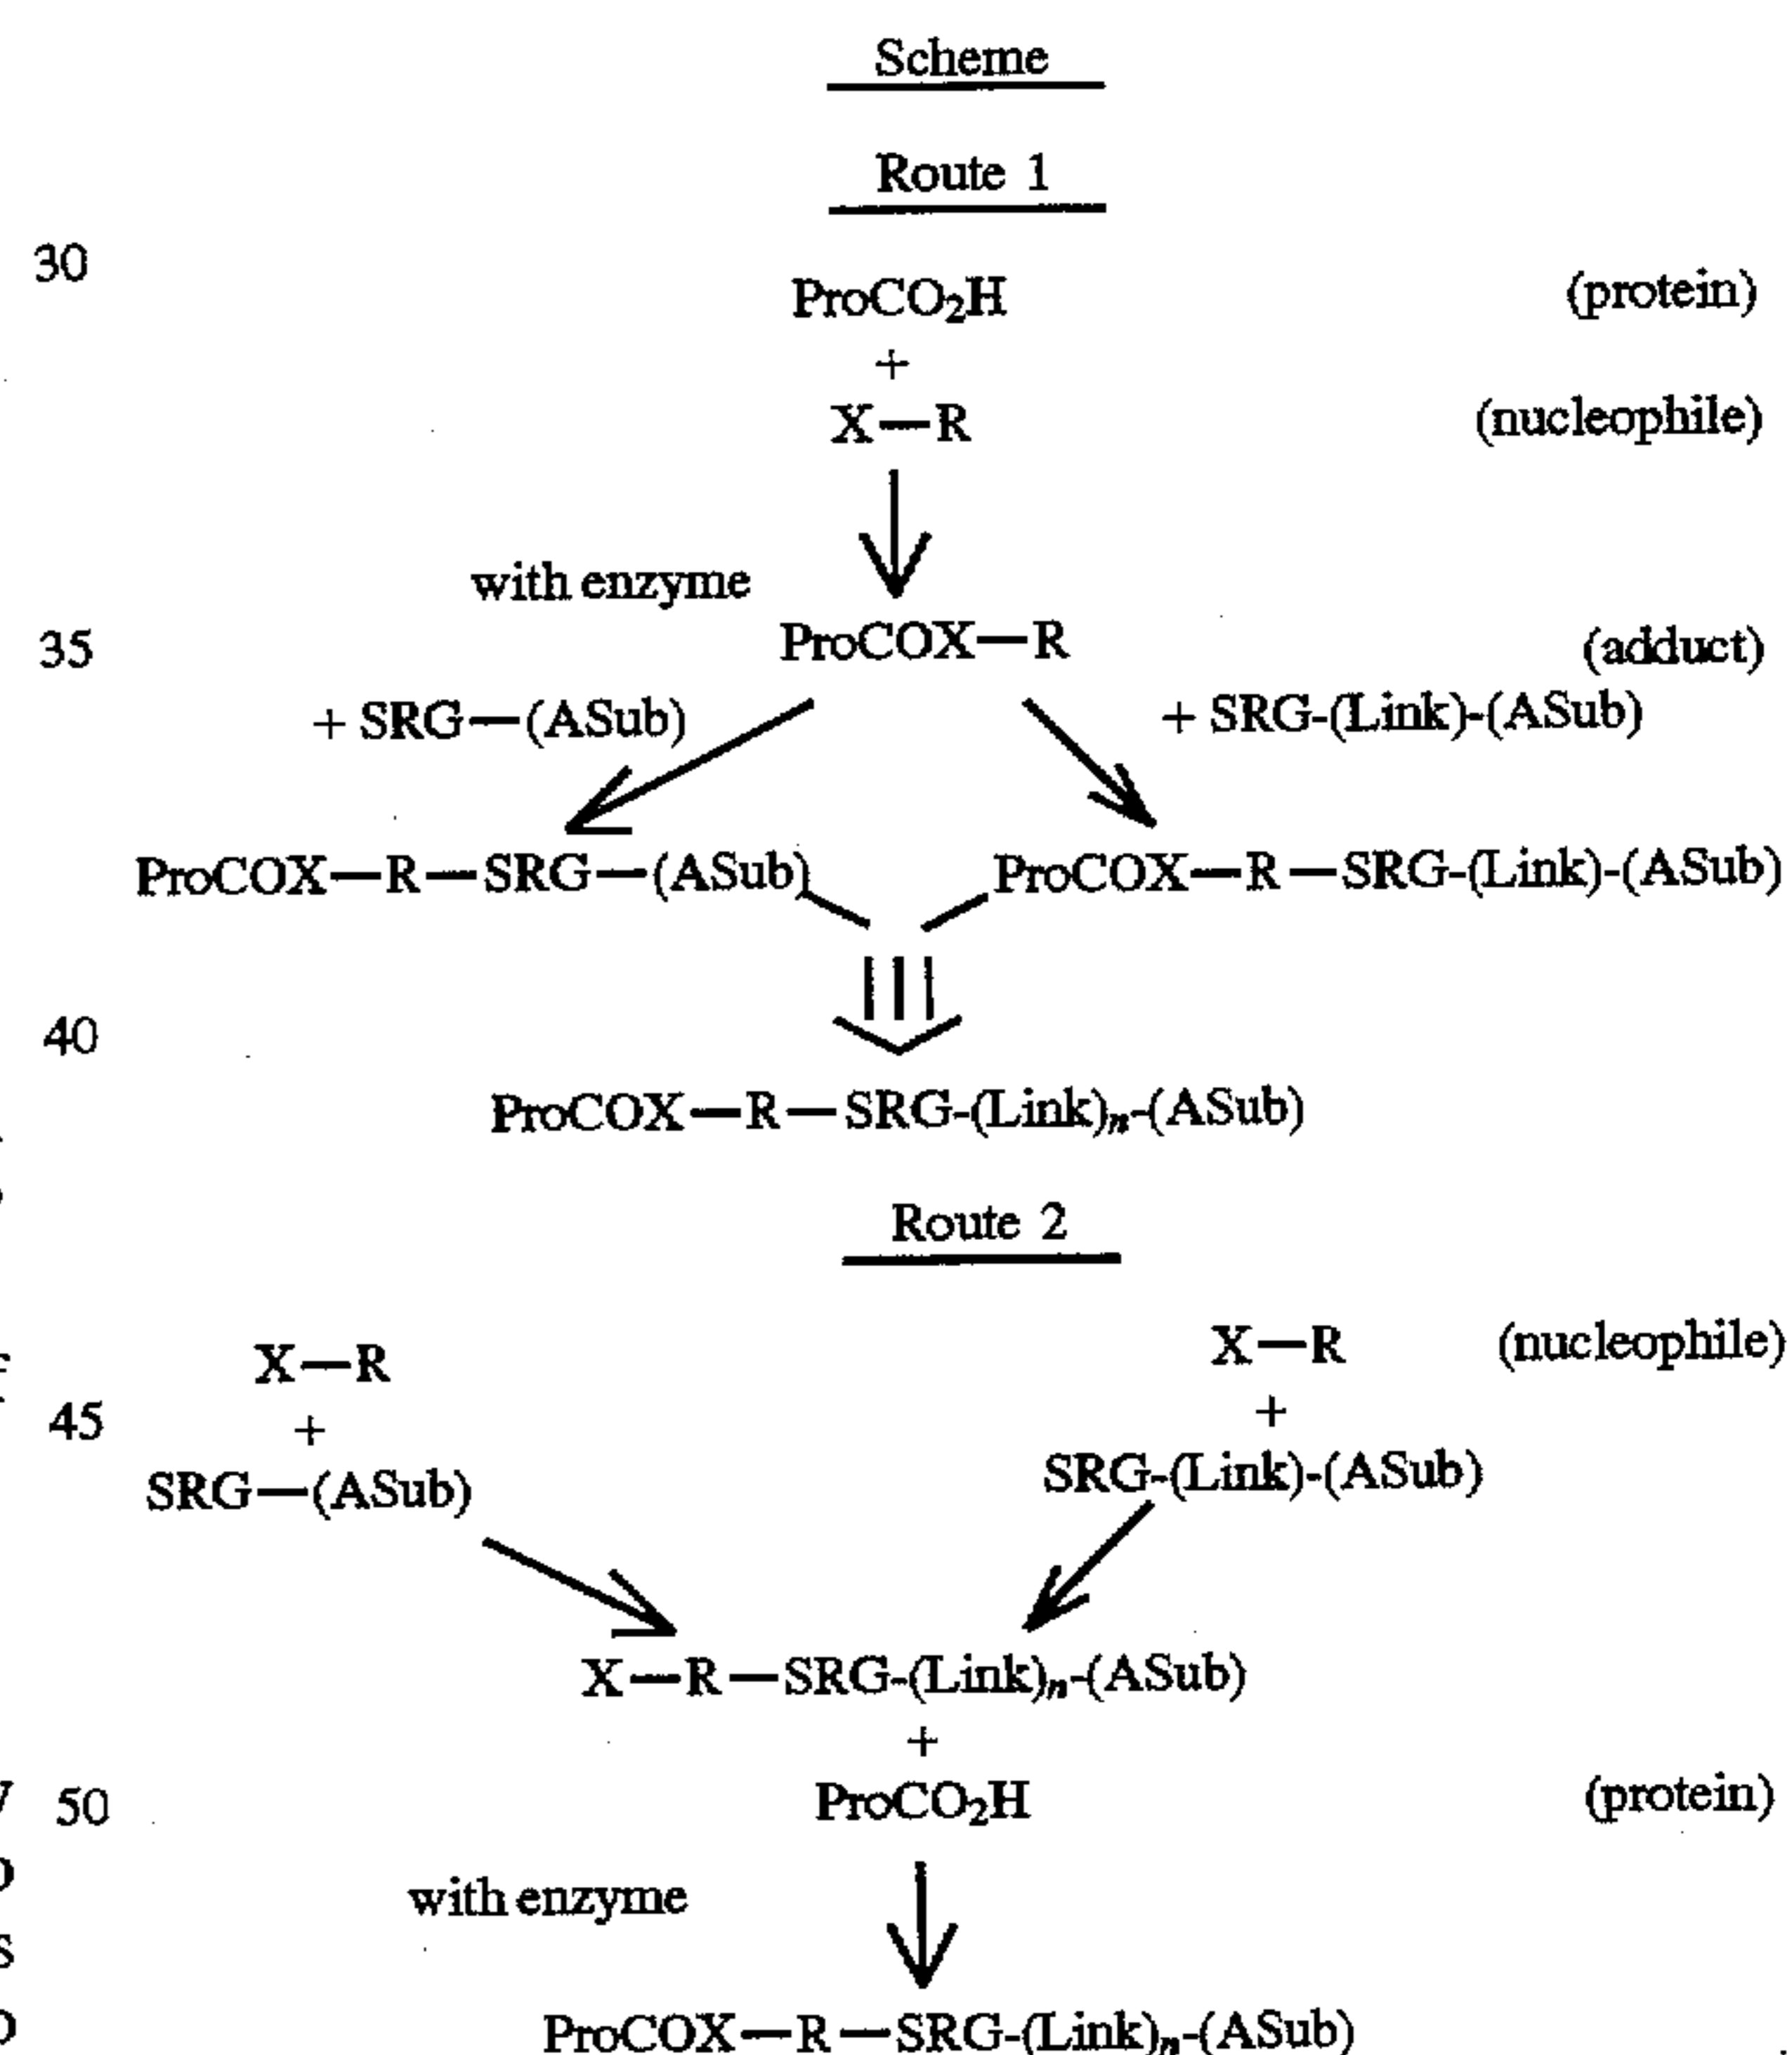 Scheme
Route 1
30
ProCO₂H (protein)
+
X—R (nucleophile)
with enzyme
35 ProCOX—R (adduct)
+ SRG—(ASub) + SRG-(Link)-(ASub)
ProCOX—R—SRG—(ASub) ProCOX—R—SRG-(Link)-(ASub)
40
ProCOX—R—SRG-(Link)ₙ-(ASub)
Route 2
X—R X—R (nucleophile)
45 + +
SRG—(ASub) SRG-(Link)-(ASub)
X—R—SRG-(Link)ₙ-(ASub)
+
50 ProCO₂H (protein)
with enzyme
ProCOX—R—SRG-(Link)ₙ-(ASub)